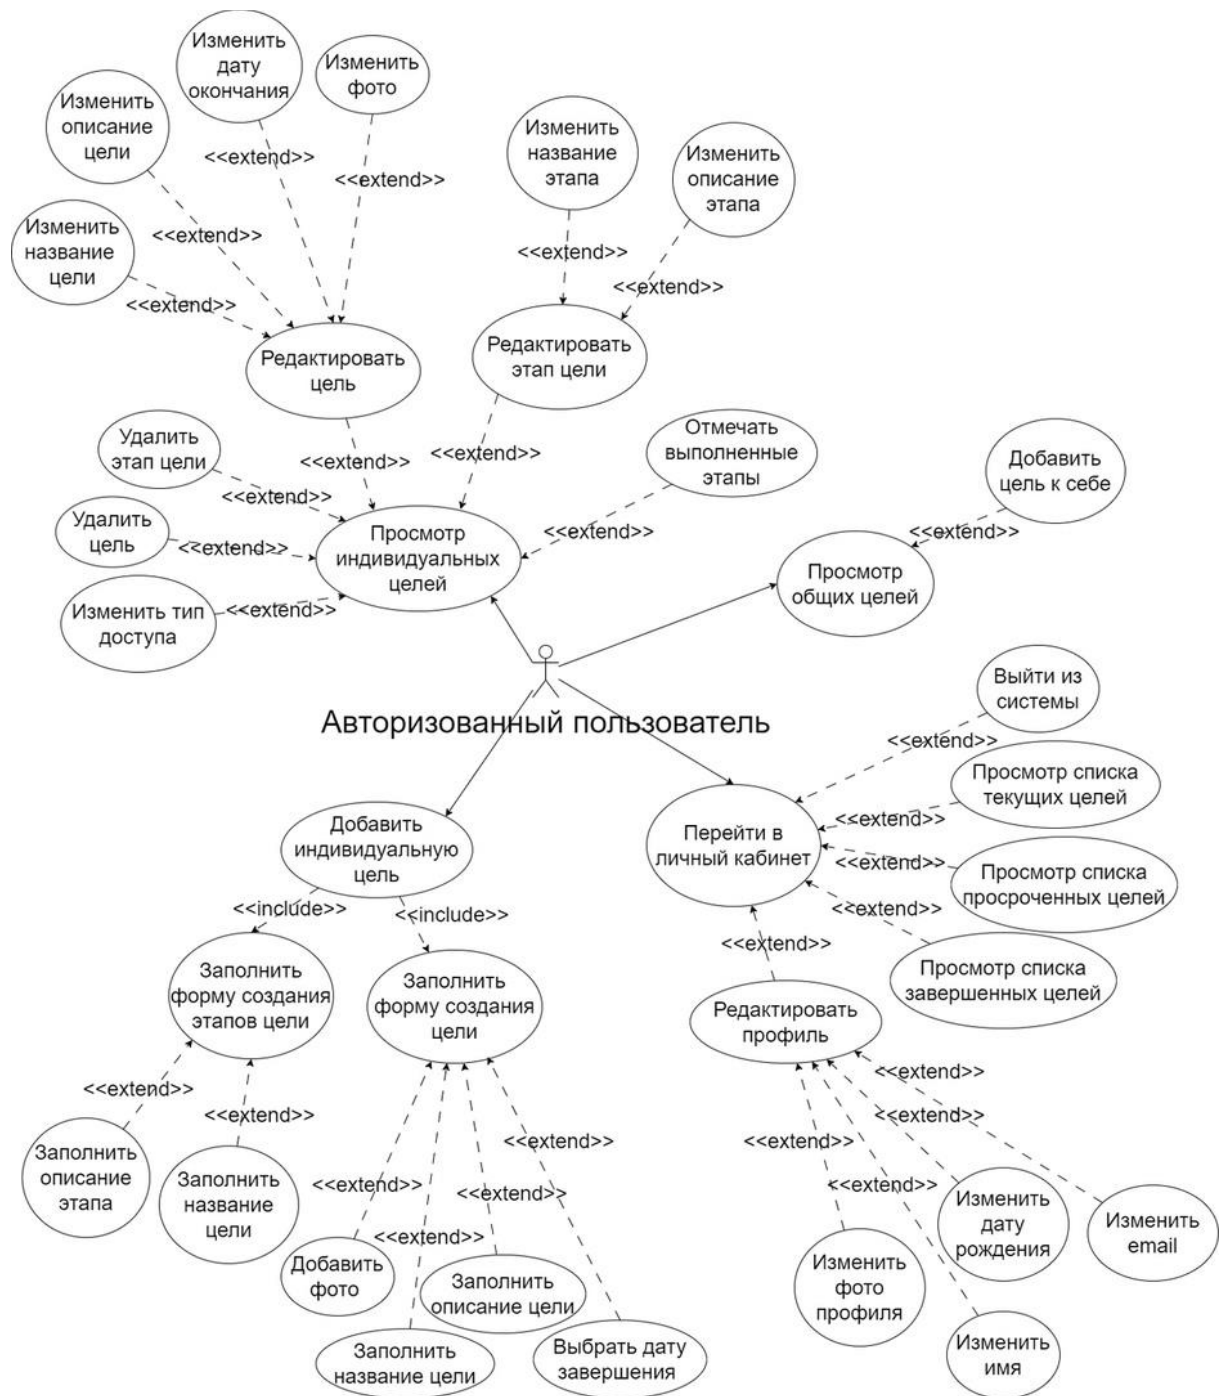 Изменить
дату
окончания
Изменить
фото
Изменить
описание
цели
<<extend>>
<<extend>>
Изменить
название
этапа
Изменить
описание
этапа
Изменить
название
цели
<<extend>>
<<extend>>
<<extend>>
<<extend>>
<<extend>>
Редактировать
цель
Редактировать
этап цели
Удалить
этап цели
<<extend>>
<<extend>>
Отмечать
выполненные
этапы
Добавить
цель к себе
<<extend>>
Удалить
цель
<<extend>>
Просмотр
индивидуальных
целей
<<extend>>
<<extend>>
Просмотр
общих целей
Изменить тип
доступа
<<extend>>
Авторизованный пользователь
Выйти из
системы
<<extend>>
Просмотр списка
текущих целей
<<extend>>
Добавить
индивидуальную
цель
Перейти в
личный кабинет
Просмотр списка
просроченных целей
<<extend>>
<<extend>>
<<include>>
<<include>>
Просмотр списка
завершенных целей
Заполнить
форму создания
этапов цели
Заполнить
форму создания
цели
Редактировать
профиль
<<extend>>
<<extend>>
<<extend>>
<<extend>>
<<extend>>
<<extend>>
<<extend>>
Заполнить
описание
этапа
Заполнить
название
цели
<<extend>>
<<extend>>
<<extend>>
<<extend>>
Изменить
дату
рождения
Изменить
email
Добавить
фото
Заполнить
описание цели
Изменить
фото
профиля
Заполнить
название цели
Выбрать дату
завершения
Изменить
имя